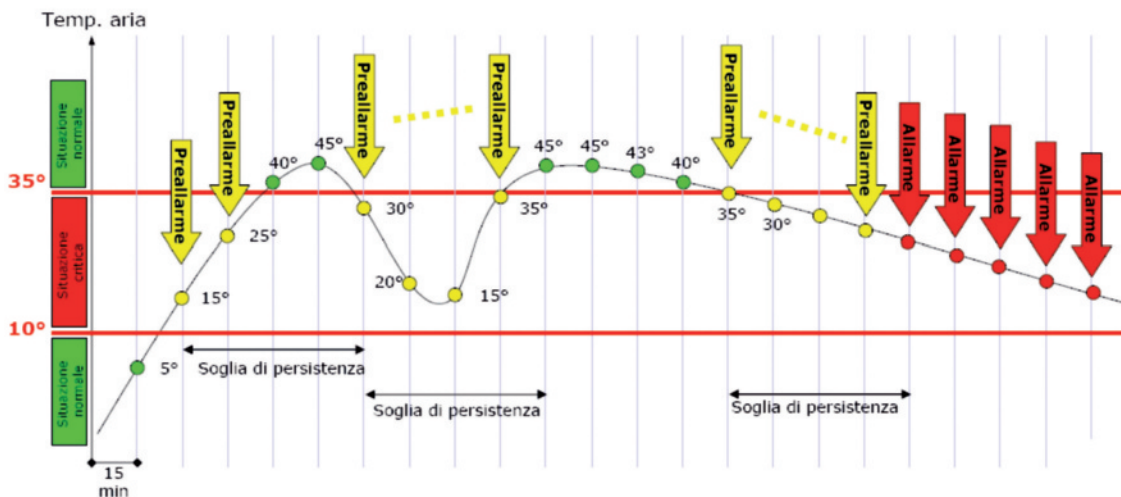 Temp. aria
Situazione
normale
35°
Situazione
critica
10°
Situazione
normale
15
min
5°
Preallarme
15°
Preallarme
25°
40°
45°
Preallarme
30°
20°
15°
Preallarme
35°
45°
45°
43°
40°
Preallarme
35°
30°
Preallarme
Allarme
Allarme
Allarme
Allarme
Allarme
Soglia di persistenza
Soglia di persistenza
Soglia di persistenza